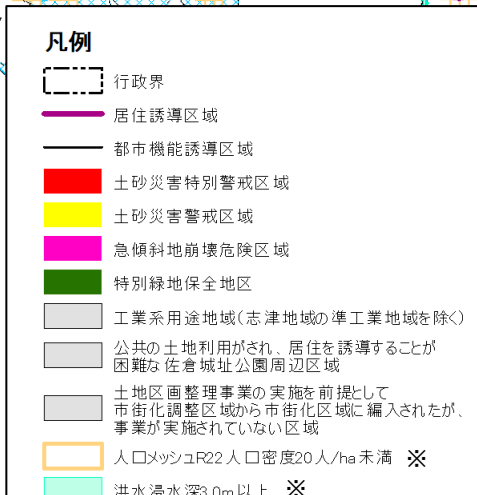 凡例
行政界
居住誘導区域
都市機能誘導区域
土砂災害特別警戒区域
土砂災害警戒区域
急傾斜地崩壊危険区域
特別緑地保全地区
工業系用途地域(志津地域の準工業地域を除く)
公共の土地利用がされ、居住を誘導することが
困難な佐倉城址公園周辺区域
土地区画整理事業の実施を前提として
市街化調整区域から市街化区域に編入されたが、
事業が実施されていない区域
人口メッシュR22人口密度20人/ha未満 ※
洪水浸水深3.0m以上 ※